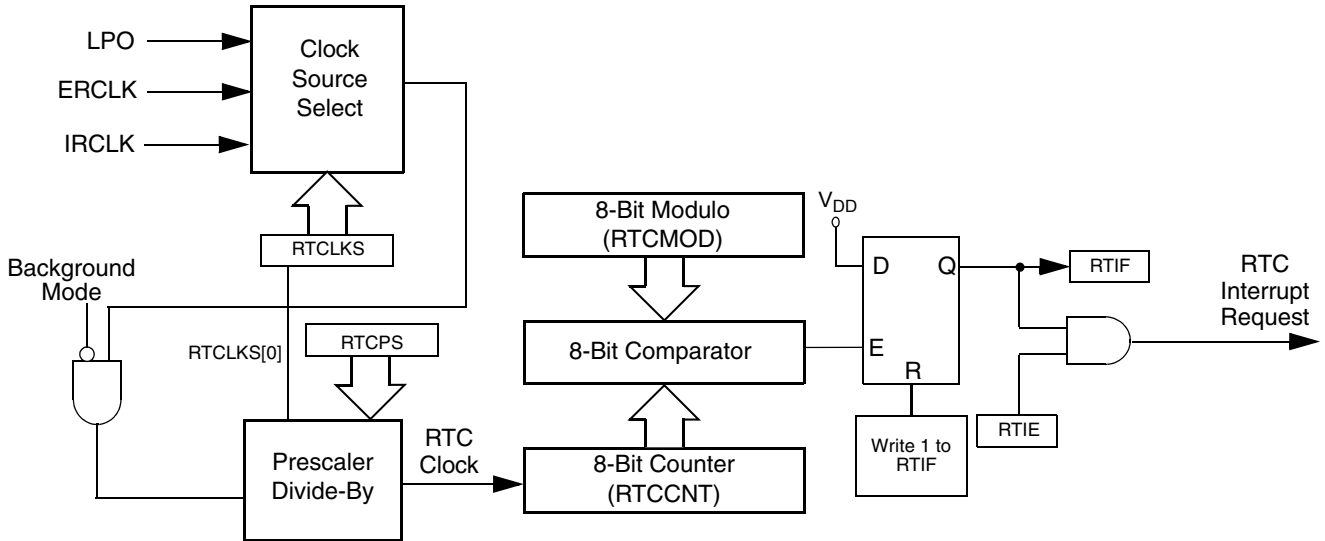 LPO
ERCLK
IRCLK
Clock
Source
Select
RTCLKS
Background
Mode
RTCLKS[0]
RTCPS
Prescaler
Divide-By
RTC
Clock
8-Bit Modulo
(RTCMOD)
8-Bit Comparator
8-Bit Counter
(RTCCNT)
VDD
D
Q
E
R
Write 1 to
RTIF
RTIF
RTIE
RTC
Interrupt
Request